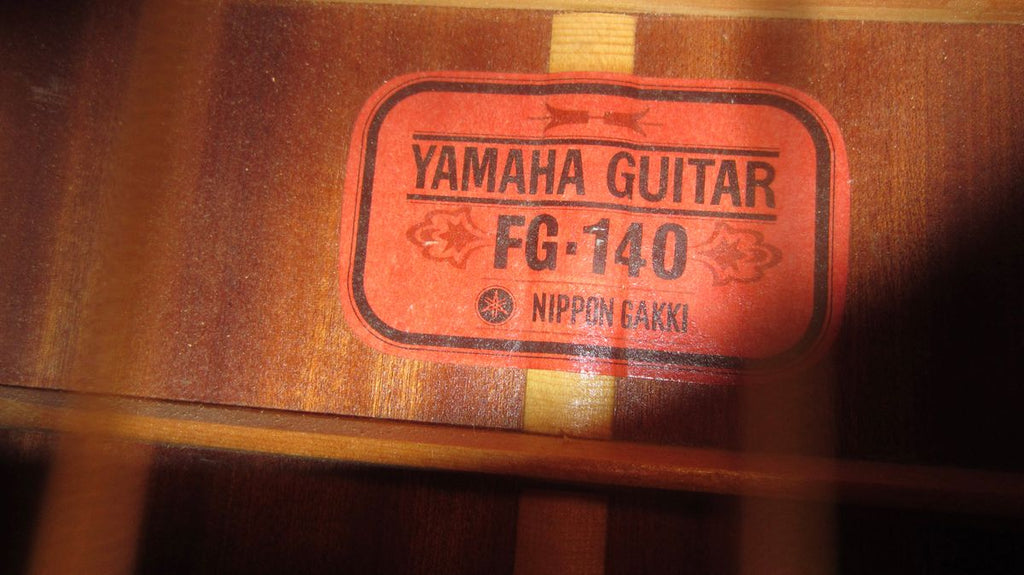 YAMAHA GUITAR
FG·140
NIPPON GAKKI